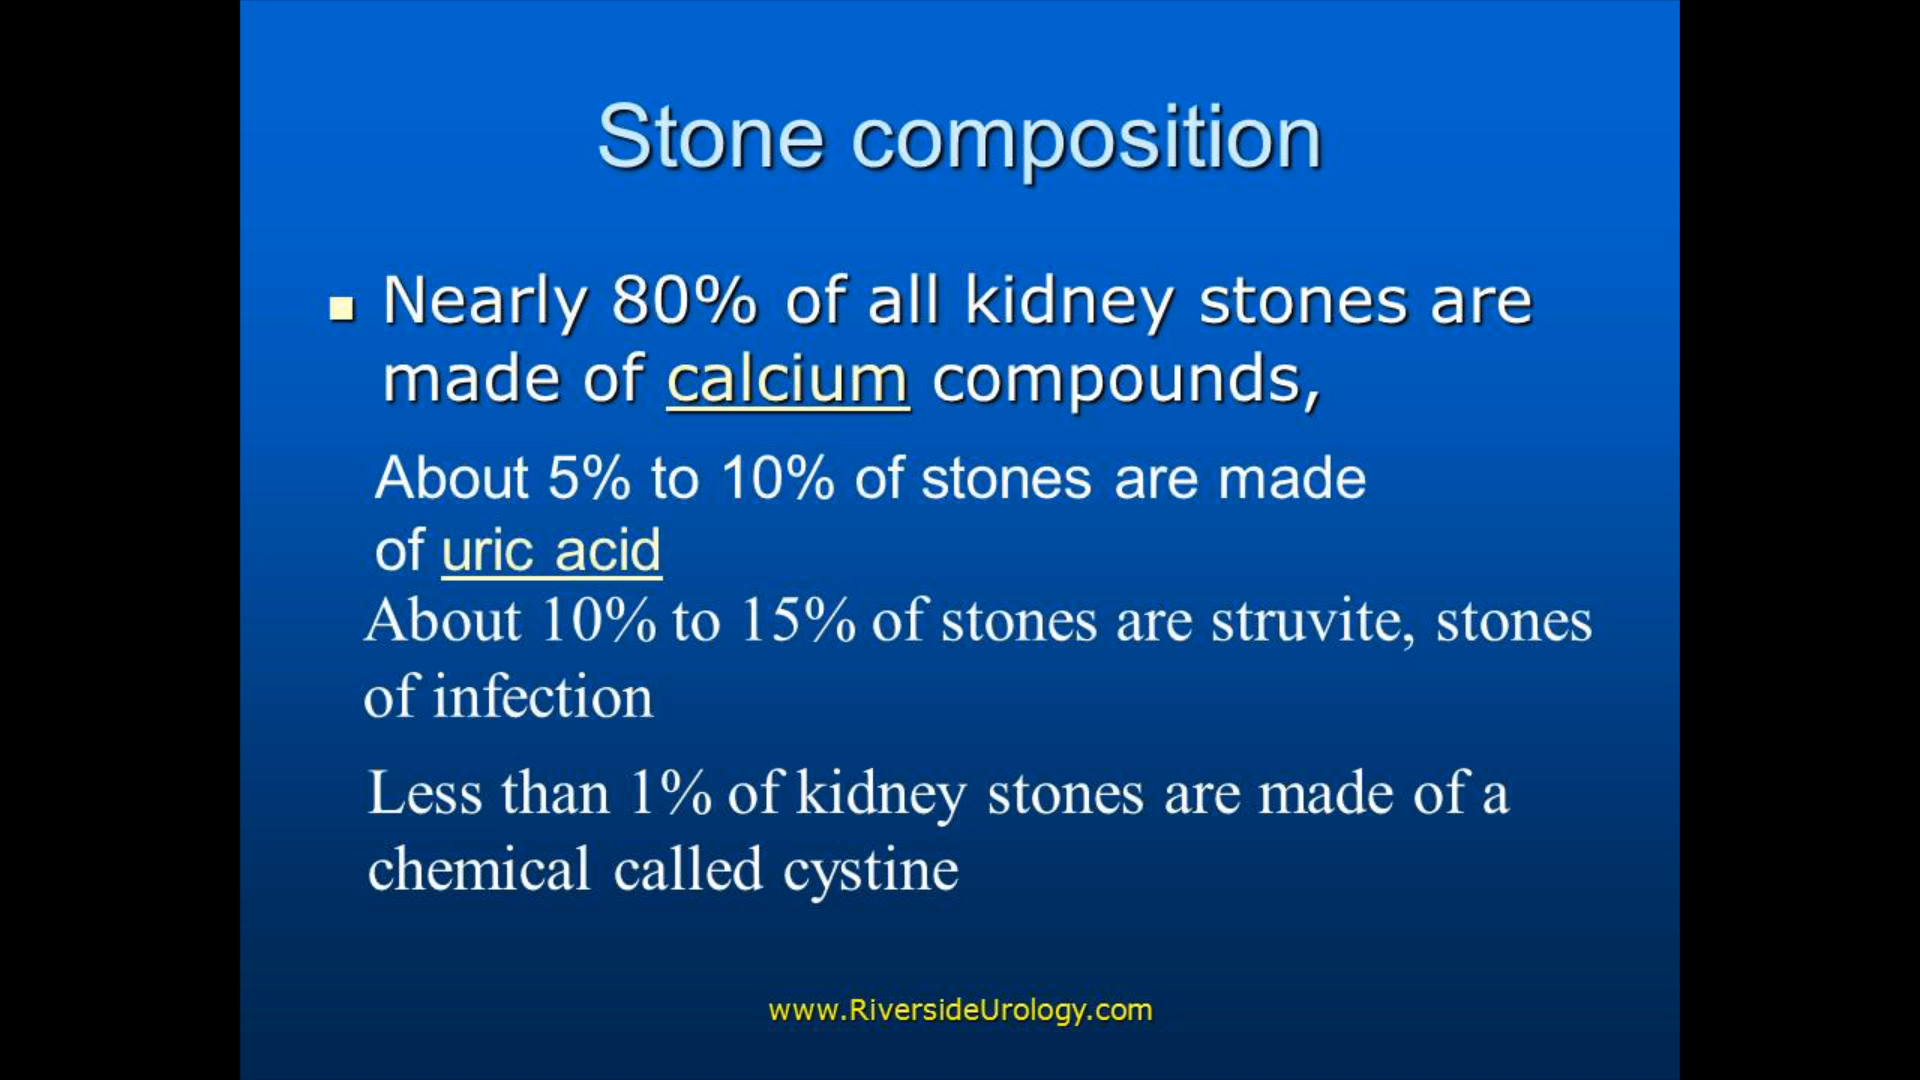 Stone composition
Nearly 80% of all kidney stones are
made of calcium compounds,
About 5% to 10% of stones are made
of uric acid
About 10% to 15% of stones are struvite, stones
of infection
Less than 1% of kidney stones are made of a
chemical called cystine
www.RiversideUrology.com